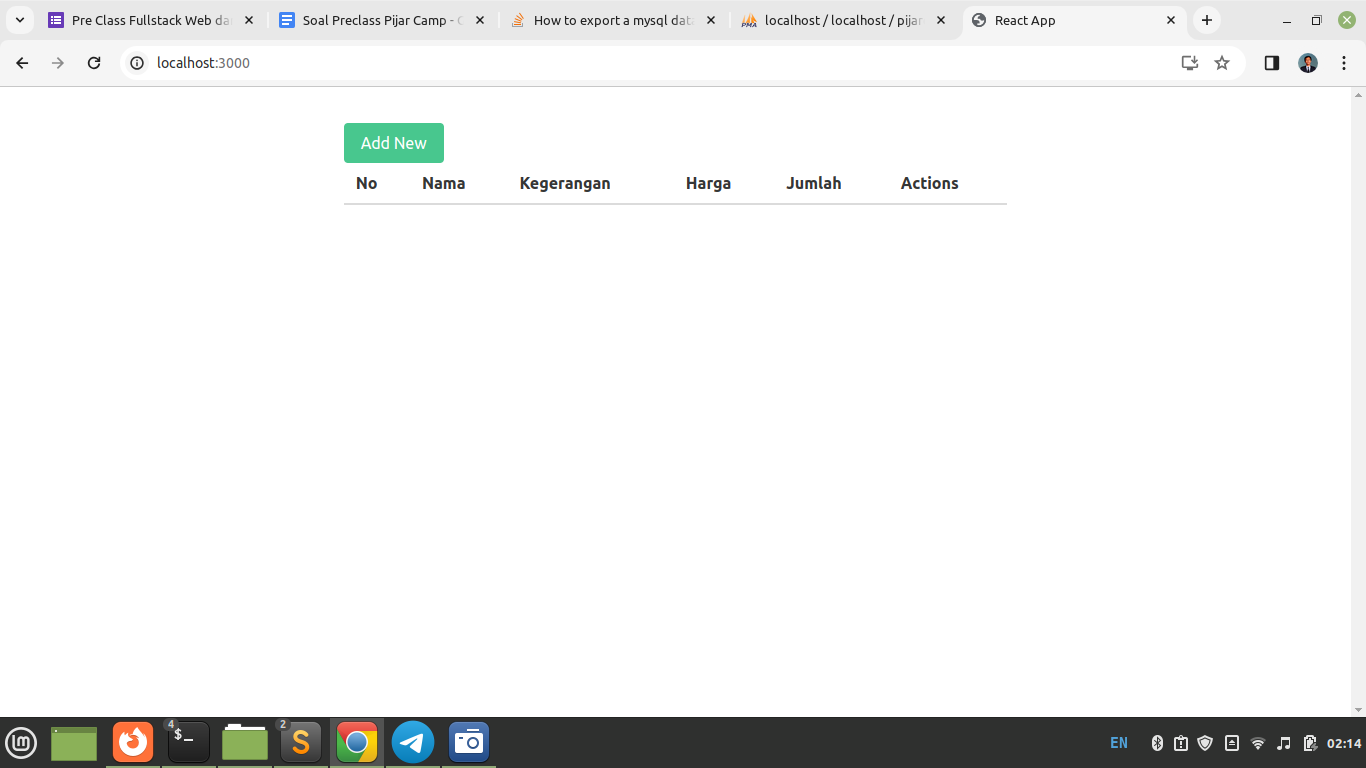 Pre Class Fullstack Web da
Soal Preclass Pijar Camp - G
How to export a mysql data
localhost / localhost / pijar
React App
localhost:3000
Add New
No Nama Kegerangan Harga Jumlah Actions
4
$_
2
S
EN
02:14